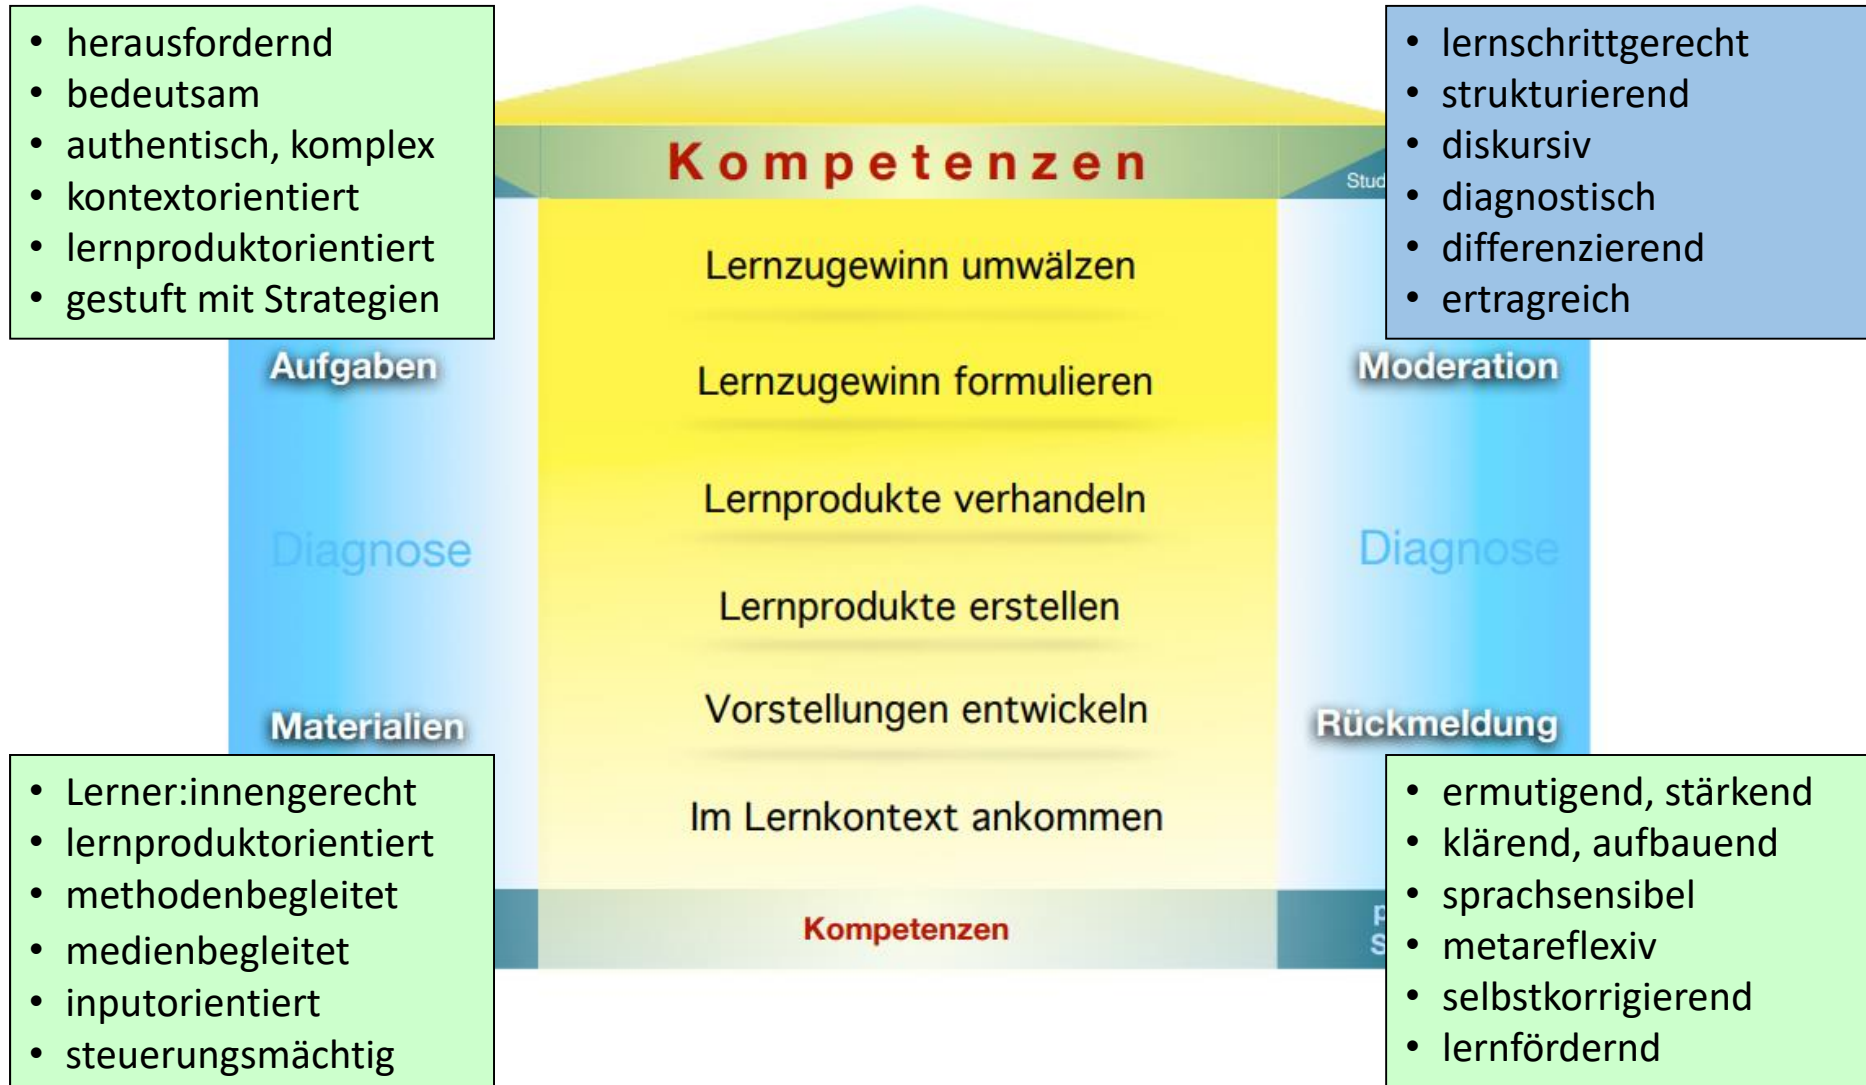 • herausfordernd
• bedeutsam
• authentisch, komplex
• kontextorientiert
• lernproduktorientiert
• gestuft mit Strategien
• lernschrittgerecht
• strukturierend
• diskursiv
• diagnostisch
• differenzierend
• ertragreich
Kompetenzen
Lernzugewinn umwälzen
Lernzugewinn formulieren
Lernprodukte verhandeln
Lernprodukte erstellen
Vorstellungen entwickeln
Im Lernkontext ankommen
Kompetenzen
Aufgaben
Diagnose
Materialien
Moderation
Diagnose
Rückmeldung
• Lerner:innengerecht
• lernproduktorientiert
• methodenbegleitet
• medienbegleitet
• inputorientiert
• steuerungsmächtig
• ermutigend, stärkend
• klärend, aufbauend
• sprachsensibel
• metareflexiv
• selbstkorrigierend
• lernfördernd